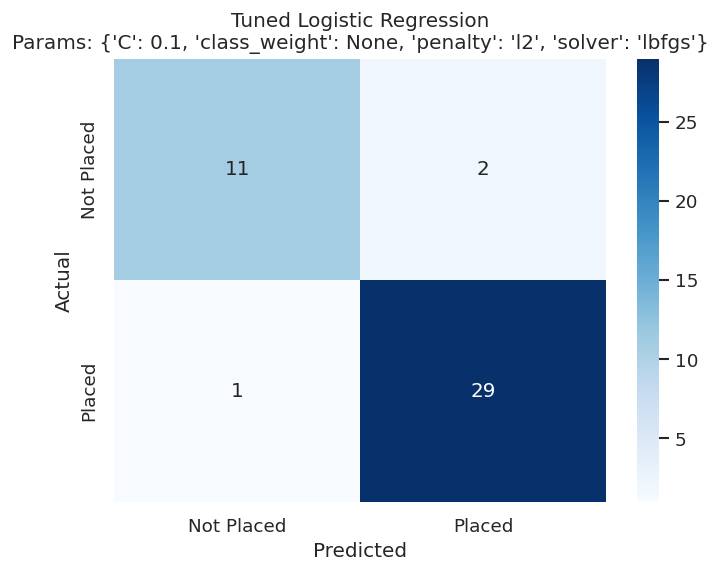 Tuned Logistic Regression
Params: {'C': 0.1, 'class_weight': None, 'penalty': 'l2', 'solver': 'lbfgs'}
Actual
Not Placed
11
2
Placed
1
29
Not Placed
Placed
Predicted
25
20
15
10
5